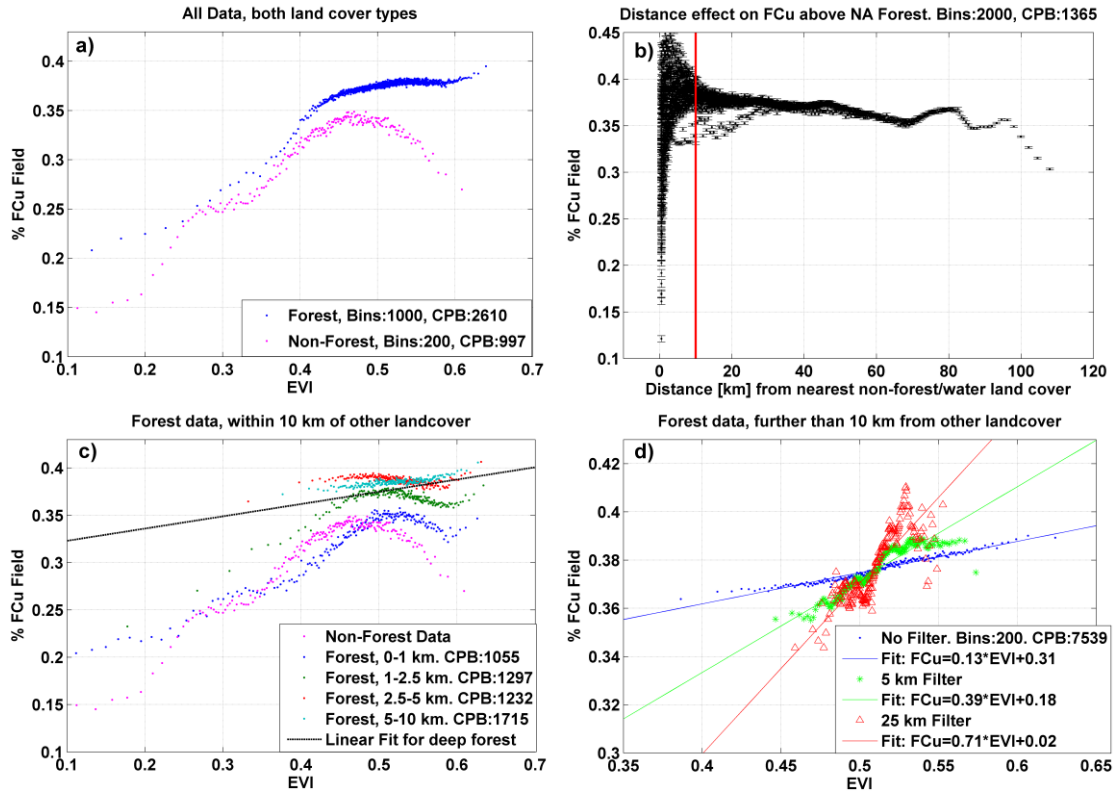 All Data, both land cover types
a)
% FCu Field
0.4
0.35
0.3
0.25
0.2
0.15
0.1
0.1 0.2 0.3 0.4 0.5 0.6 0.7
EVI
Forest, Bins:1000, CPB:2610
Non-Forest, Bins:200, CPB:997
Distance effect on FCu above NA Forest. Bins:2000, CPB:1365
b)
% FCu Field
0.45
0.4
0.35
0.3
0.25
0.2
0.15
0.1
0 20 40 60 80 100 120
Distance [km] from nearest non-forest/water land cover
Forest data, within 10 km of other landcover
c)
% FCu Field
0.4
0.35
0.3
0.25
0.2
0.15
0.1
0.1 0.2 0.3 0.4 0.5 0.6 0.7
EVI
Non-Forest Data
Forest, 0-1 km. CPB:1055
Forest, 1-2.5 km. CPB:1297
Forest, 2.5-5 km. CPB:1232
Forest, 5-10 km. CPB:1715
Linear Fit for deep forest
Forest data, further than 10 km from other landcover
d)
% FCu Field
0.42
0.4
0.38
0.36
0.34
0.3
0.35 0.4 0.45 0.5 0.55 0.6 0.65
EVI
No Filter. Bins:200. CPB:7539
Fit: FCu=0.13*EVI+0.31
5 km Filter
Fit: FCu=0.39*EVI+0.18
25 km Filter
Fit: FCu=0.71*EVI+0.02